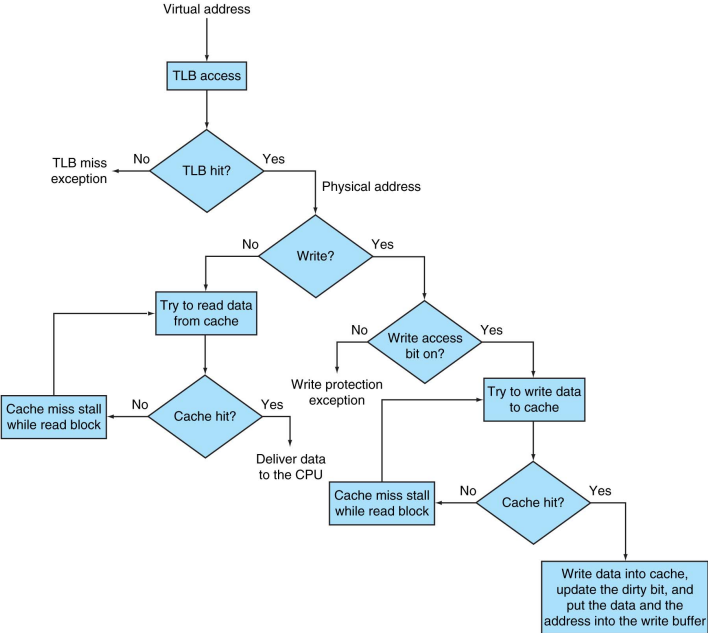 Virtual address
TLB access
No
Yes
TLB miss
exception
TLB hit?
Physical address
No
Yes
Write?
Try to read data
from cache
No
Yes
Write access
bit on?
Write protection
exception
Try to write data
to cache
Cache miss stall
while read block
No
Yes
Cache hit?
Deliver data
to the CPU
Cache miss stall
while read block
No
Yes
Cache hit?
Write data into cache,
update the dirty bit, and
put the data and the
address into the write buffer